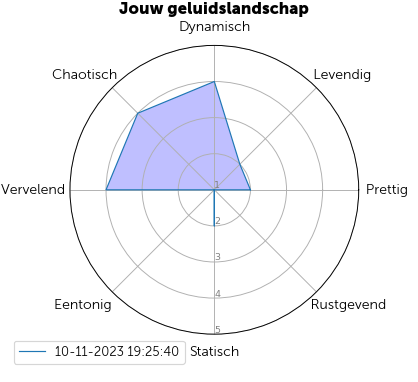 Jouw geluidslandschap
Dynamisch
Chaotisch
Levendig
Vervelend
1
Prettig
2
3
4
Eentonig
Rustgevend
5
10-11-2023 19:25:40
Statisch